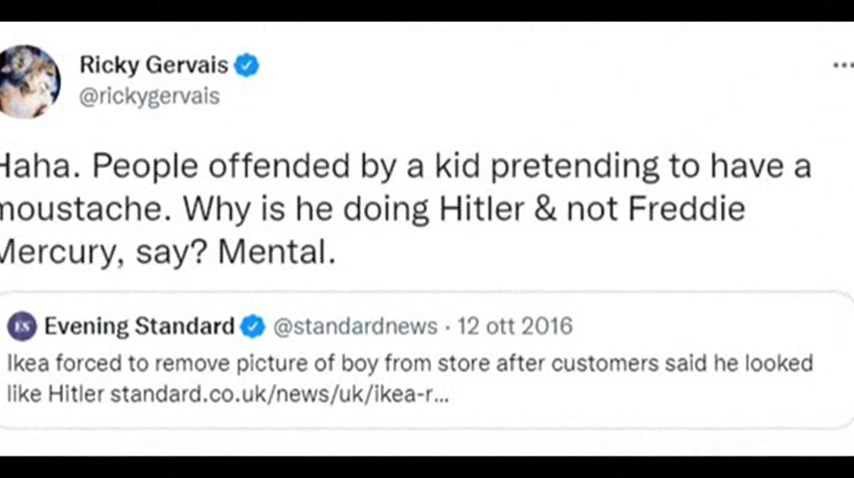 Ricky Gervais
@rickygervais
Haha. People offended by a kid pretending to have a
moustache. Why is he doing Hitler & not Freddie
Mercury, say? Mental.
ES Evening Standard @standardnews · 12 ott 2016
Ikea forced to remove picture of boy from store after customers said he looked
like Hitler standard.co.uk/news/uk/ikea-r...